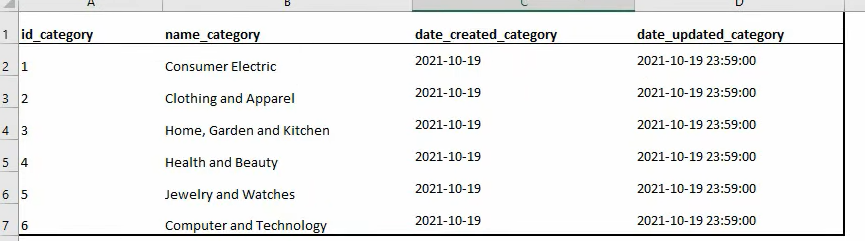 A B C D
1 id_category name_category date_created_category date_updated_category
2 1 Consumer Electric 2021-10-19 2021-10-19 23:59:00
3 2 Clothing and Apparel 2021-10-19 2021-10-19 23:59:00
4 3 Home, Garden and Kitchen 2021-10-19 2021-10-19 23:59:00
5 4 Health and Beauty 2021-10-19 2021-10-19 23:59:00
6 5 Jewelry and Watches 2021-10-19 2021-10-19 23:59:00
7 6 Computer and Technology 2021-10-19 2021-10-19 23:59:00